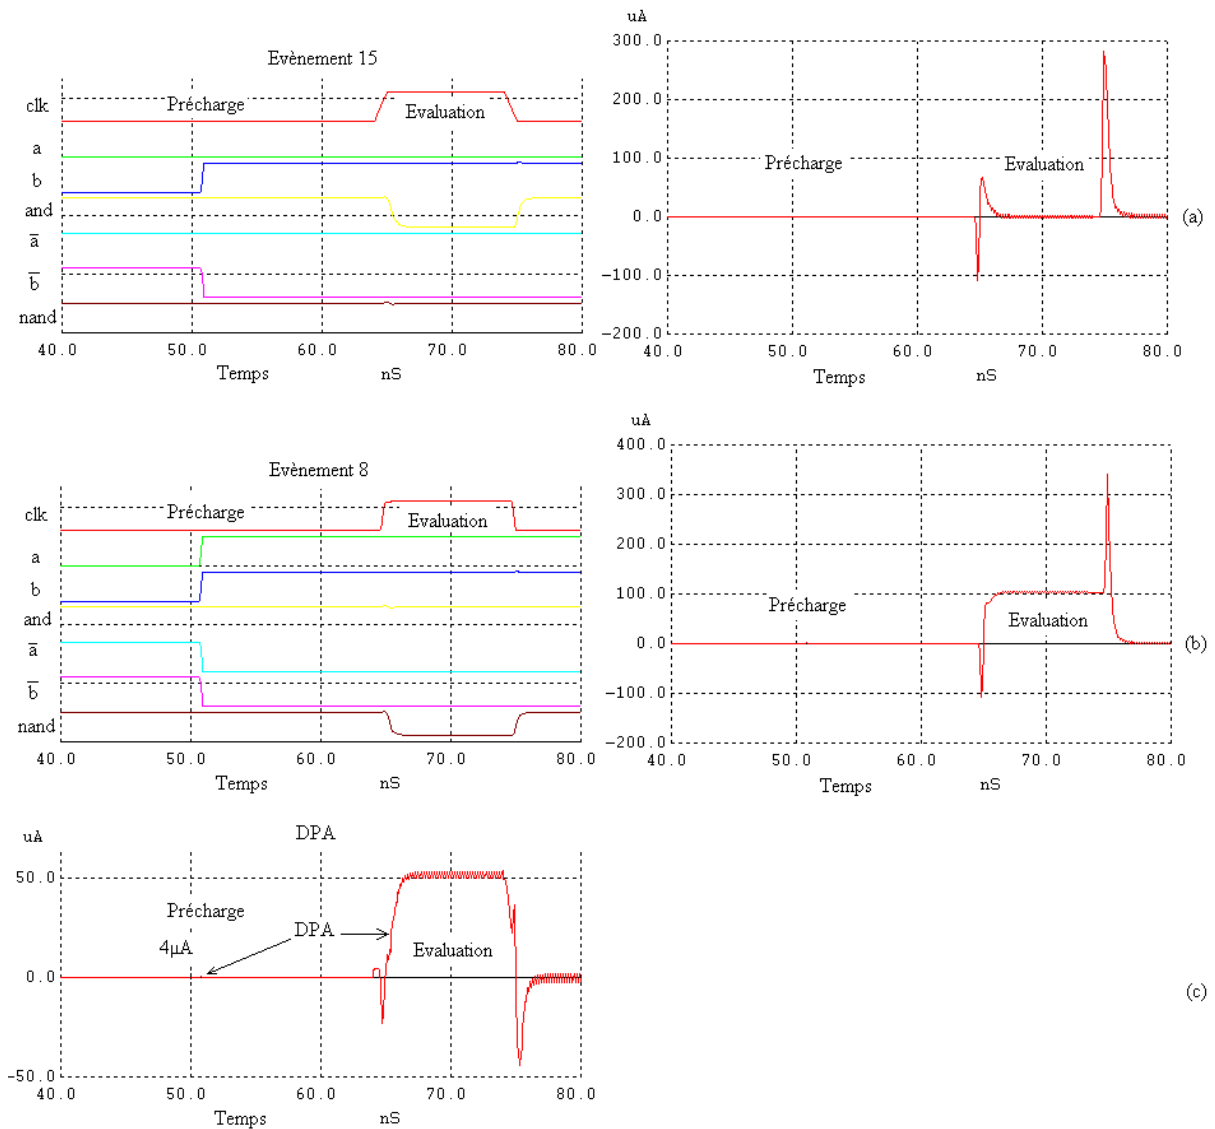 Evènement 15
clk
Précharge
Evaluation
a
b
and
a̅
b̅
nand
40.0 50.0 60.0 70.0 80.0
Temps nS
uA
300.0
200.0
100.0
0.0
-100.0
-200.0
Précharge
Evaluation
40.0 50.0 60.0 70.0 80.0
Temps nS
(a)
Evènement 8
clk
Précharge
Evaluation
a
b
and
a̅
b̅
nand
40.0 50.0 60.0 70.0 80.0
Temps nS
uA
400.0
300.0
200.0
100.0
0.0
-100.0
-200.0
Précharge
Evaluation
40.0 50.0 60.0 70.0 80.0
Temps nS
(b)
DPA
uA
50.0
0.0
-50.0
Précharge
4µA
DPA
Evaluation
40.0 50.0 60.0 70.0 80.0
Temps nS
(c)